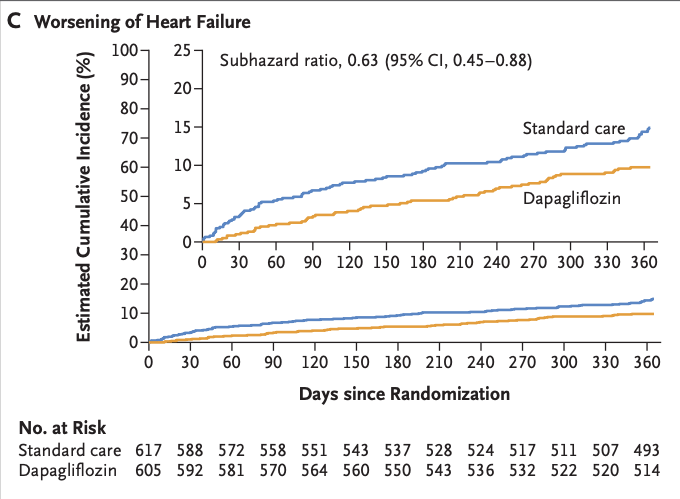 C Worsening of Heart Failure
Estimated Cumulative Incidence (%)
100
90
80
70
60
50
40
30
20
10
0
25
20
15
10
5
0
Subhazard ratio, 0.63 (95% CI, 0.45–0.88)
Standard care
Dapagliflozin
0 30 60 90 120 150 180 210 240 270 300 330 360
0 30 60 90 120 150 180 210 240 270 300 330 360
Days since Randomization
No. at Risk
Standard care 617 588 572 558 551 543 537 528 524 517 511 507 493
Dapagliflozin 605 592 581 570 564 560 550 543 536 532 522 520 514